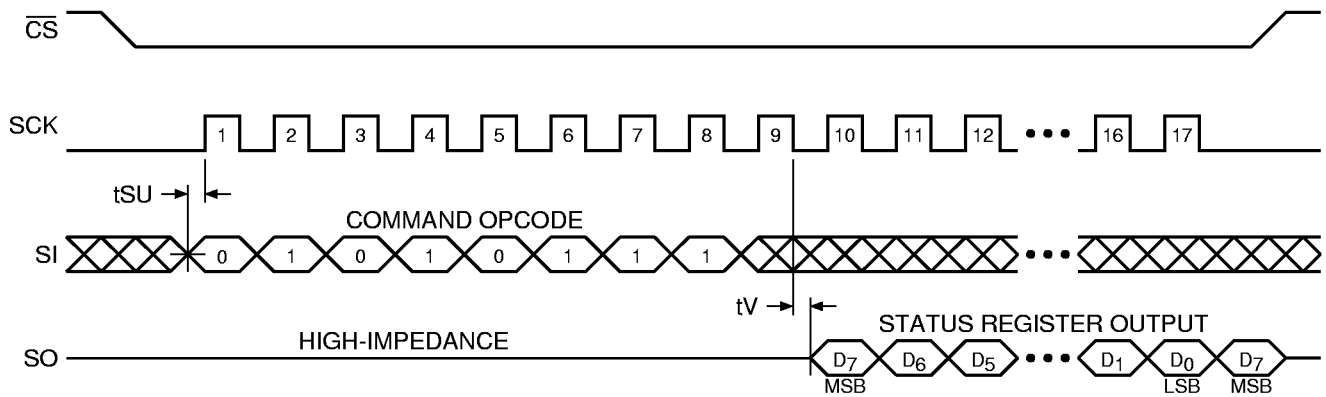 CS
SCK 1 2 3 4 5 6 7 8 9 10 11 12 ••• 16 17
tSU
COMMAND OPCODE
SI 0 1 0 1 0 1 1 1 •••
tV
STATUS REGISTER OUTPUT
HIGH-IMPEDANCE
SO D7 D6 D5 ••• D1 D0 D7
MSB LSB MSB